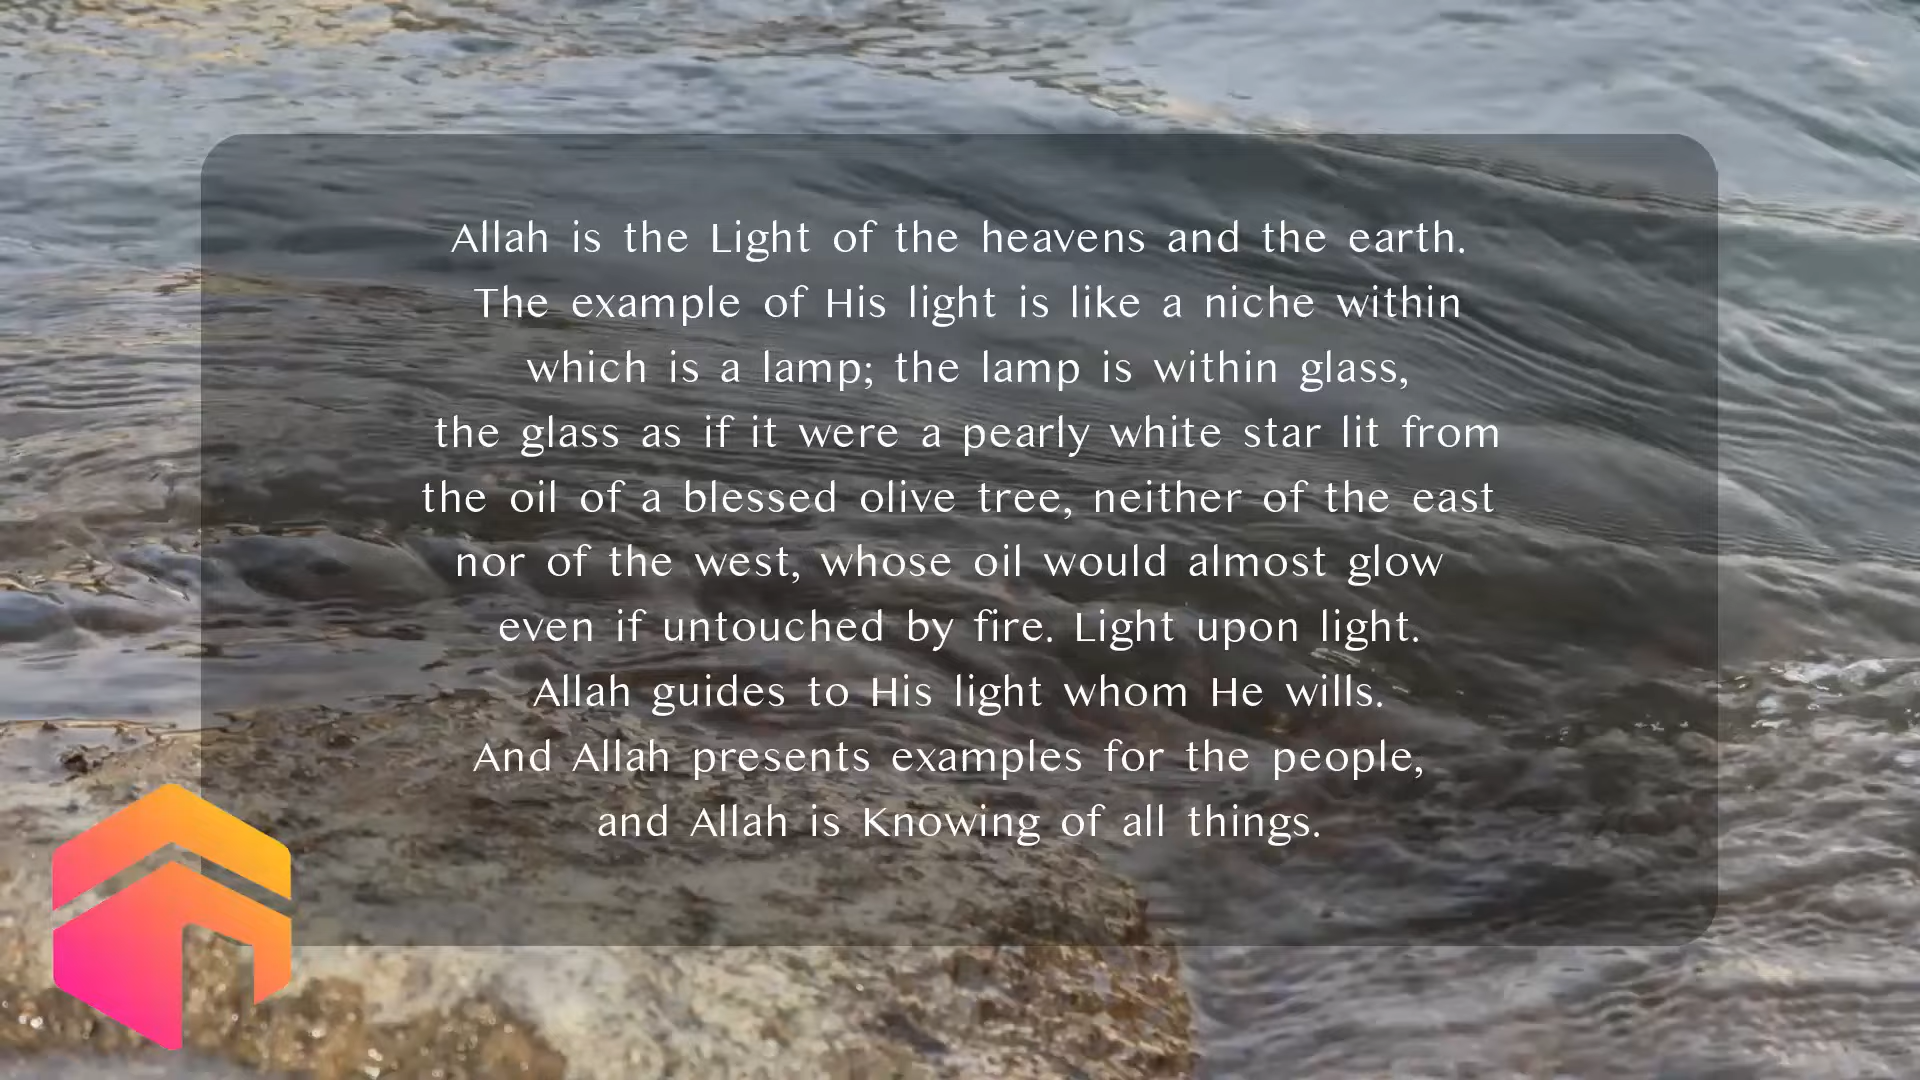 Allah is the Light of the heavens and the earth.
The example of His light is like a niche within
which is a lamp; the lamp is within glass,
the glass as if it were a pearly white star lit from
the oil of a blessed olive tree, neither of the east
nor of the west, whose oil would almost glow
even if untouched by fire. Light upon light.
Allah guides to His light whom He wills.
And Allah presents examples for the people,
and Allah is Knowing of all things.